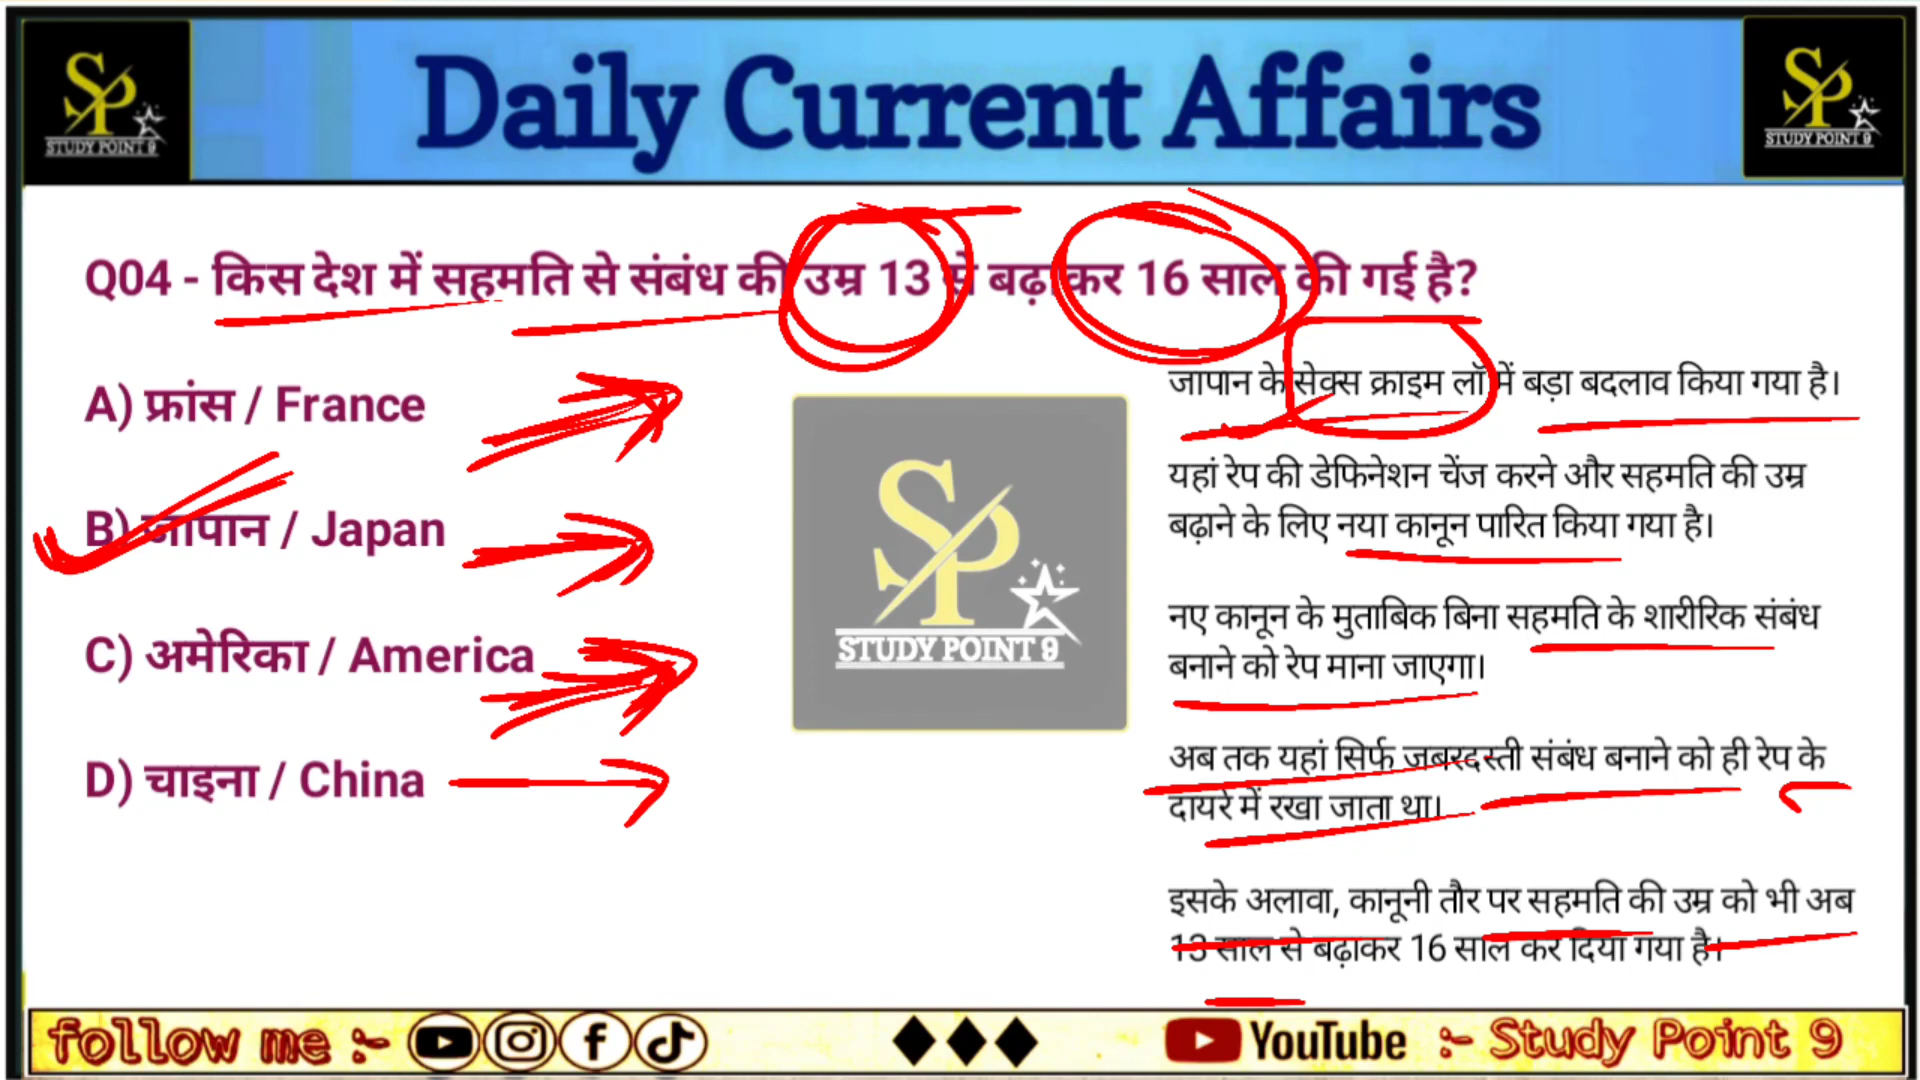 SP
STUDY POINT 9
Daily Current Affairs
SP
STUDY POINT 9
Q04 - किस देश में सहमति से संबंध की उम्र 13 से बढ़ाकर 16 साल की गई है?
A) फ्रांस / France
B) जापान / Japan
C) अमेरिका / America
D) चाइना / China
SP
STUDY POINT 9
जापान के सेक्स क्राइम लॉ में बड़ा बदलाव किया गया है।
यहां रेप की डेफिनेशन चेंज करने और सहमति की उम्र
बढ़ाने के लिए नया कानून पारित किया गया है।
नए कानून के मुताबिक बिना सहमति के शारीरिक संबंध
बनाने को रेप माना जाएगा।
अब तक यहां सिर्फ जबरदस्ती संबंध बनाने को ही रेप के
दायरे में रखा जाता था।
इसके अलावा, कानूनी तौर पर सहमति की उम्र को भी अब
13 साल से बढ़ाकर 16 साल कर दिया गया है।
follow me :-
YouTube :- Study Point 9